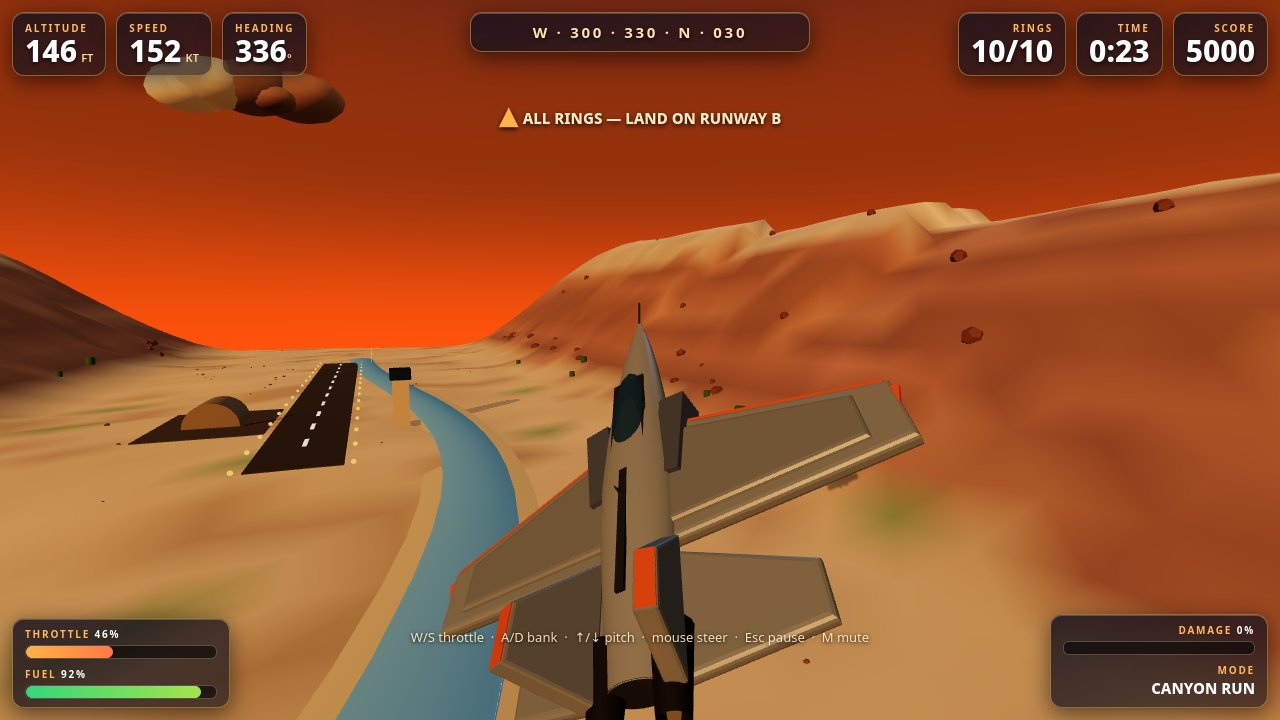 ALTITUDE
146 FT
SPEED
152 KT
HEADING
336°
W · 300 · 330 · N · 030
RINGS
10/10
TIME
0:23
SCORE
5000
ALL RINGS — LAND ON RUNWAY B
THROTTLE 46%
FUEL 92%
W/S throttle · A/D bank · ↑/↓ pitch · mouse steer · Esc pause · M mute
DAMAGE 0%
MODE
CANYON RUN